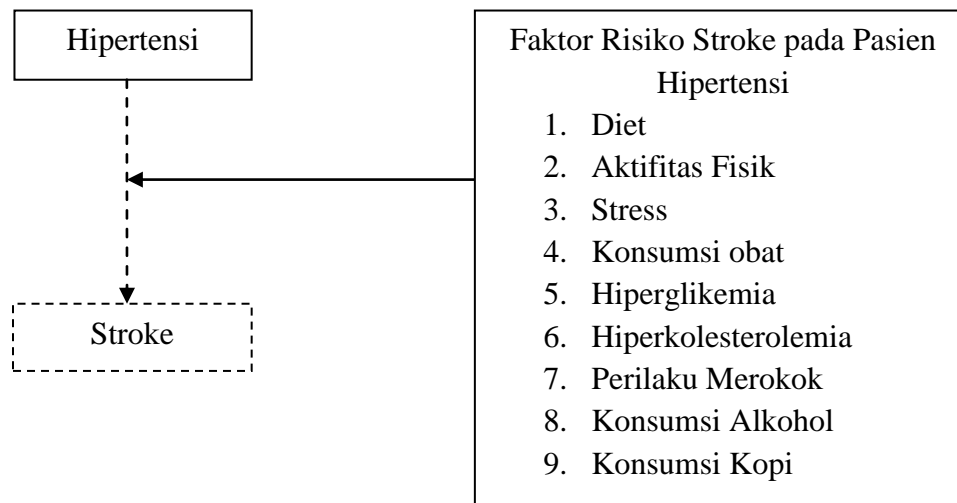 Hipertensi
Stroke
Faktor Risiko Stroke pada Pasien
Hipertensi
1. Diet
2. Aktifitas Fisik
3. Stress
4. Konsumsi obat
5. Hiperglikemia
6. Hiperkolesterolemia
7. Perilaku Merokok
8. Konsumsi Alkohol
9. Konsumsi Kopi